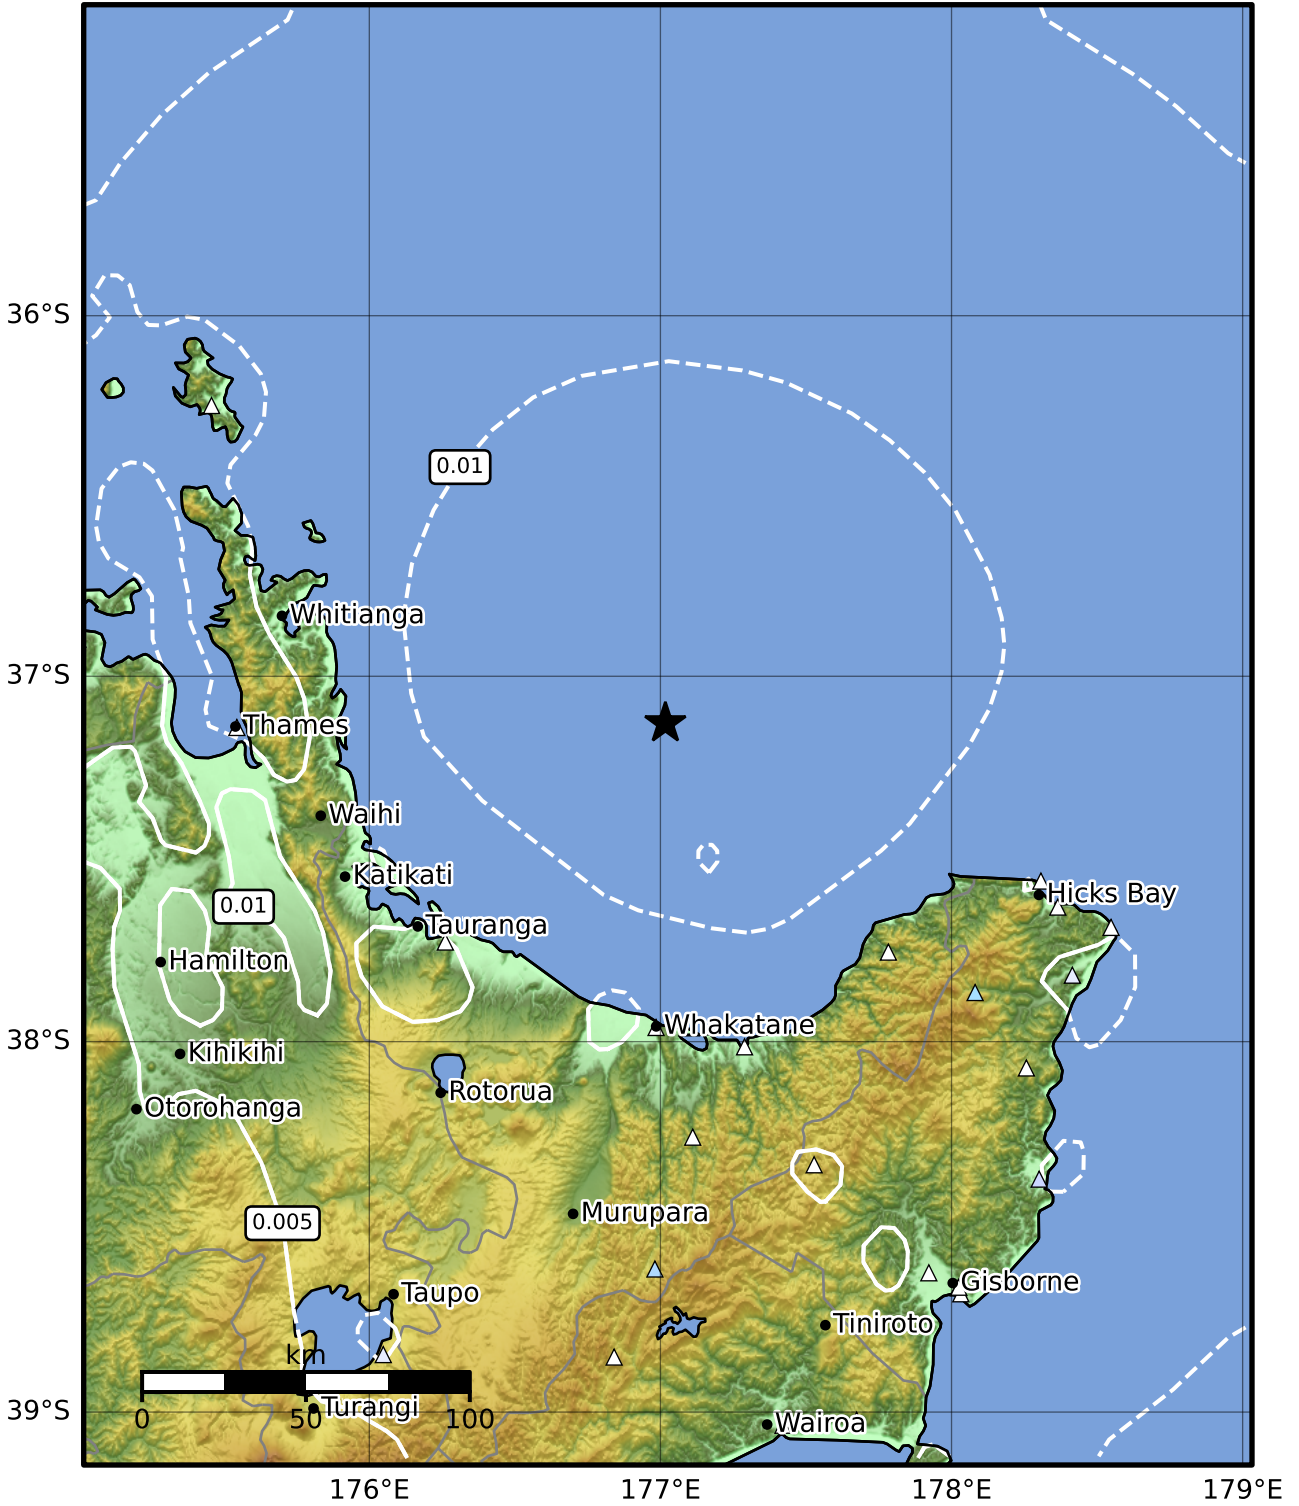 36°S
0.01
Whitianga
37°S
Thames
Waihi
Katikati
Hicks Bay
0.01
Tauranga
Hamilton
Whakatane
38°S
Kihikihi
Rotorua
Otorohanga
Murupara
0.005
Gisborne
Taupo
Tiniroto
km
Turangi
39°S
0 50 100
Wairoa
176°E 177°E 178°E 179°E